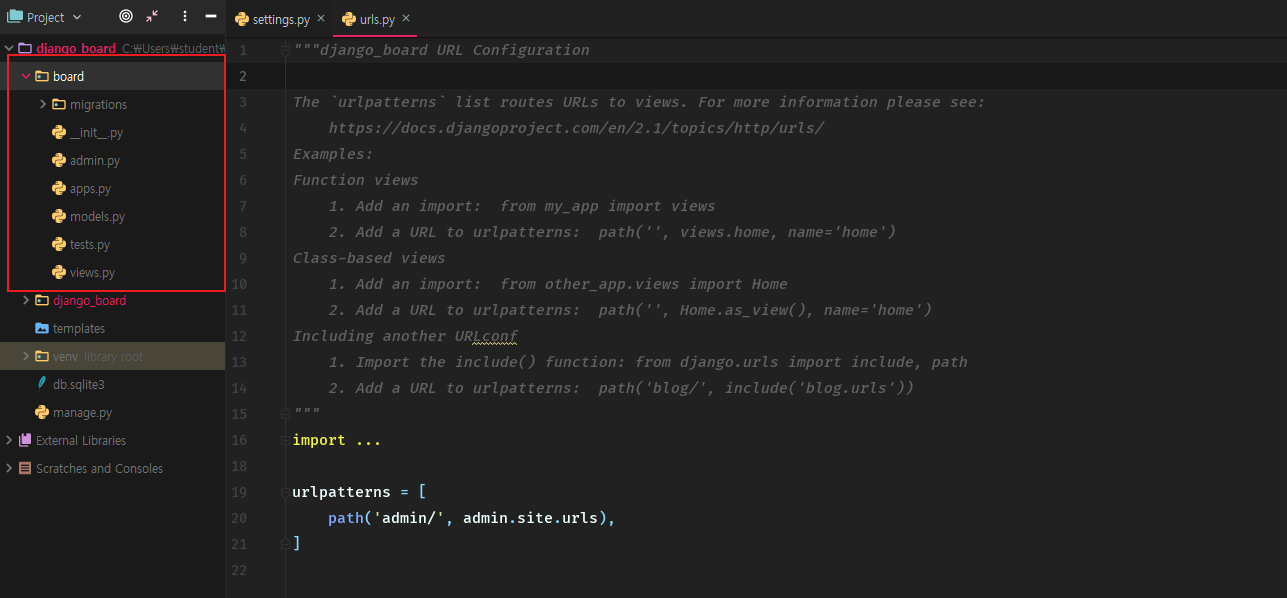 Project
settings.py
urls.py
django_board C:₩Users₩student₩
board
migrations
__init__.py
admin.py
apps.py
models.py
tests.py
views.py
django_board
templates
venv library root
db.sqlite3
manage.py
External Libraries
Scratches and Consoles
1 """django_board URL Configuration
2
3 The `urlpatterns` list routes URLs to views. For more information please see:
4 https://docs.djangoproject.com/en/2.1/topics/http/urls/
5 Examples:
6 Function views
7 1. Add an import:  from my_app import views
8 2. Add a URL to urlpatterns:  path('', views.home, name='home')
9 Class-based views
10 1. Add an import:  from other_app.views import Home
11 2. Add a URL to urlpatterns:  path('', Home.as_view(), name='home')
12 Including another URLconf
13 1. Import the include() function: from django.urls import include, path
14 2. Add a URL to urlpatterns:  path('blog/', include('blog.urls'))
15 """
16 import ...
18
19 urlpatterns = [
20 path('admin/', admin.site.urls),
21 ]
22